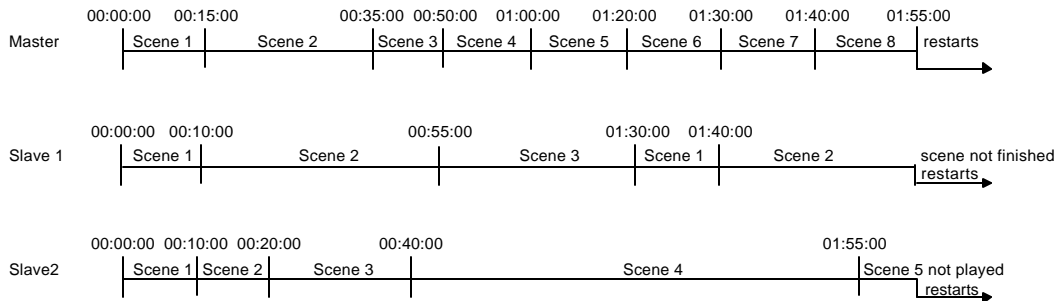 00:00:00 00:15:00 00:35:00 00:50:00 01:00:00 01:20:00 01:30:00 01:40:00 01:55:00
Master Scene 1 Scene 2 Scene 3 Scene 4 Scene 5 Scene 6 Scene 7 Scene 8 restarts
00:00:00 00:10:00 00:55:00 01:30:00 01:40:00
Slave 1 Scene 1 Scene 2 Scene 3 Scene 1 Scene 2 scene not finished
restarts
00:00:00 00:10:00 00:20:00 00:40:00 01:55:00
Slave2 Scene 1 Scene 2 Scene 3 Scene 4 Scene 5 not played
restarts